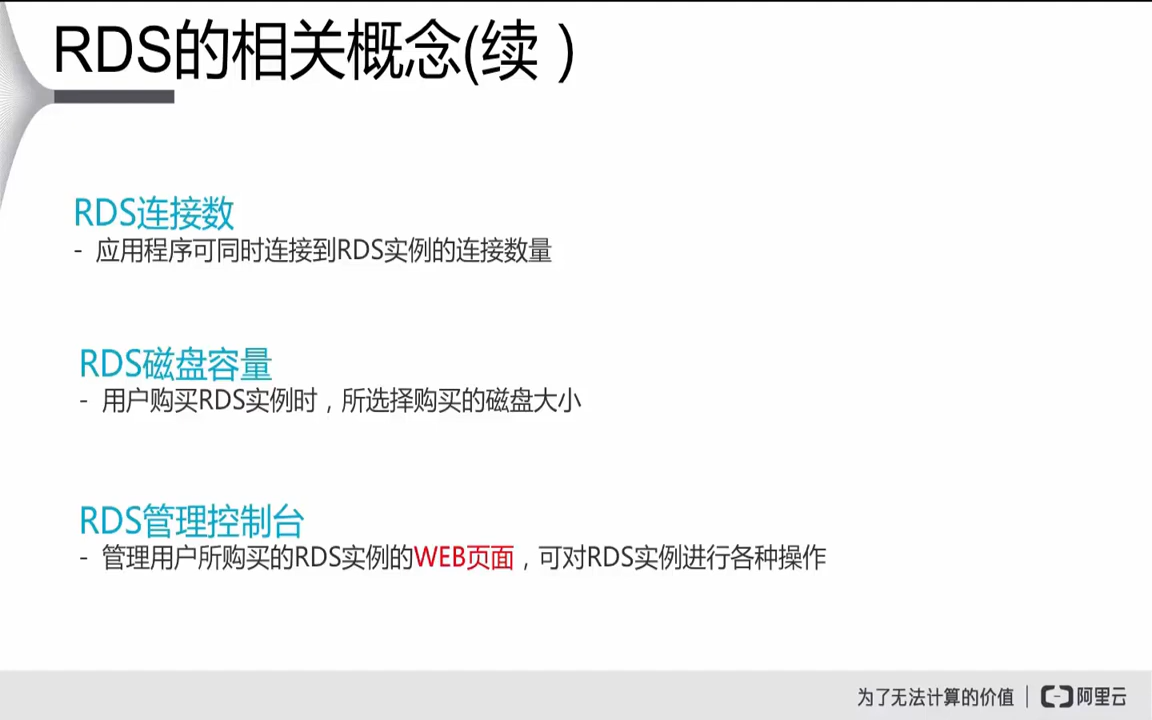 RDS的相关概念(续）
RDS连接数
- 应用程序可同时连接到RDS实例的连接数量
RDS磁盘容量
- 用户购买RDS实例时，所选择购买的磁盘大小
RDS管理控制台
- 管理用户所购买的RDS实例的WEB页面，可对RDS实例进行各种操作
为了无法计算的价值 | 阿里云